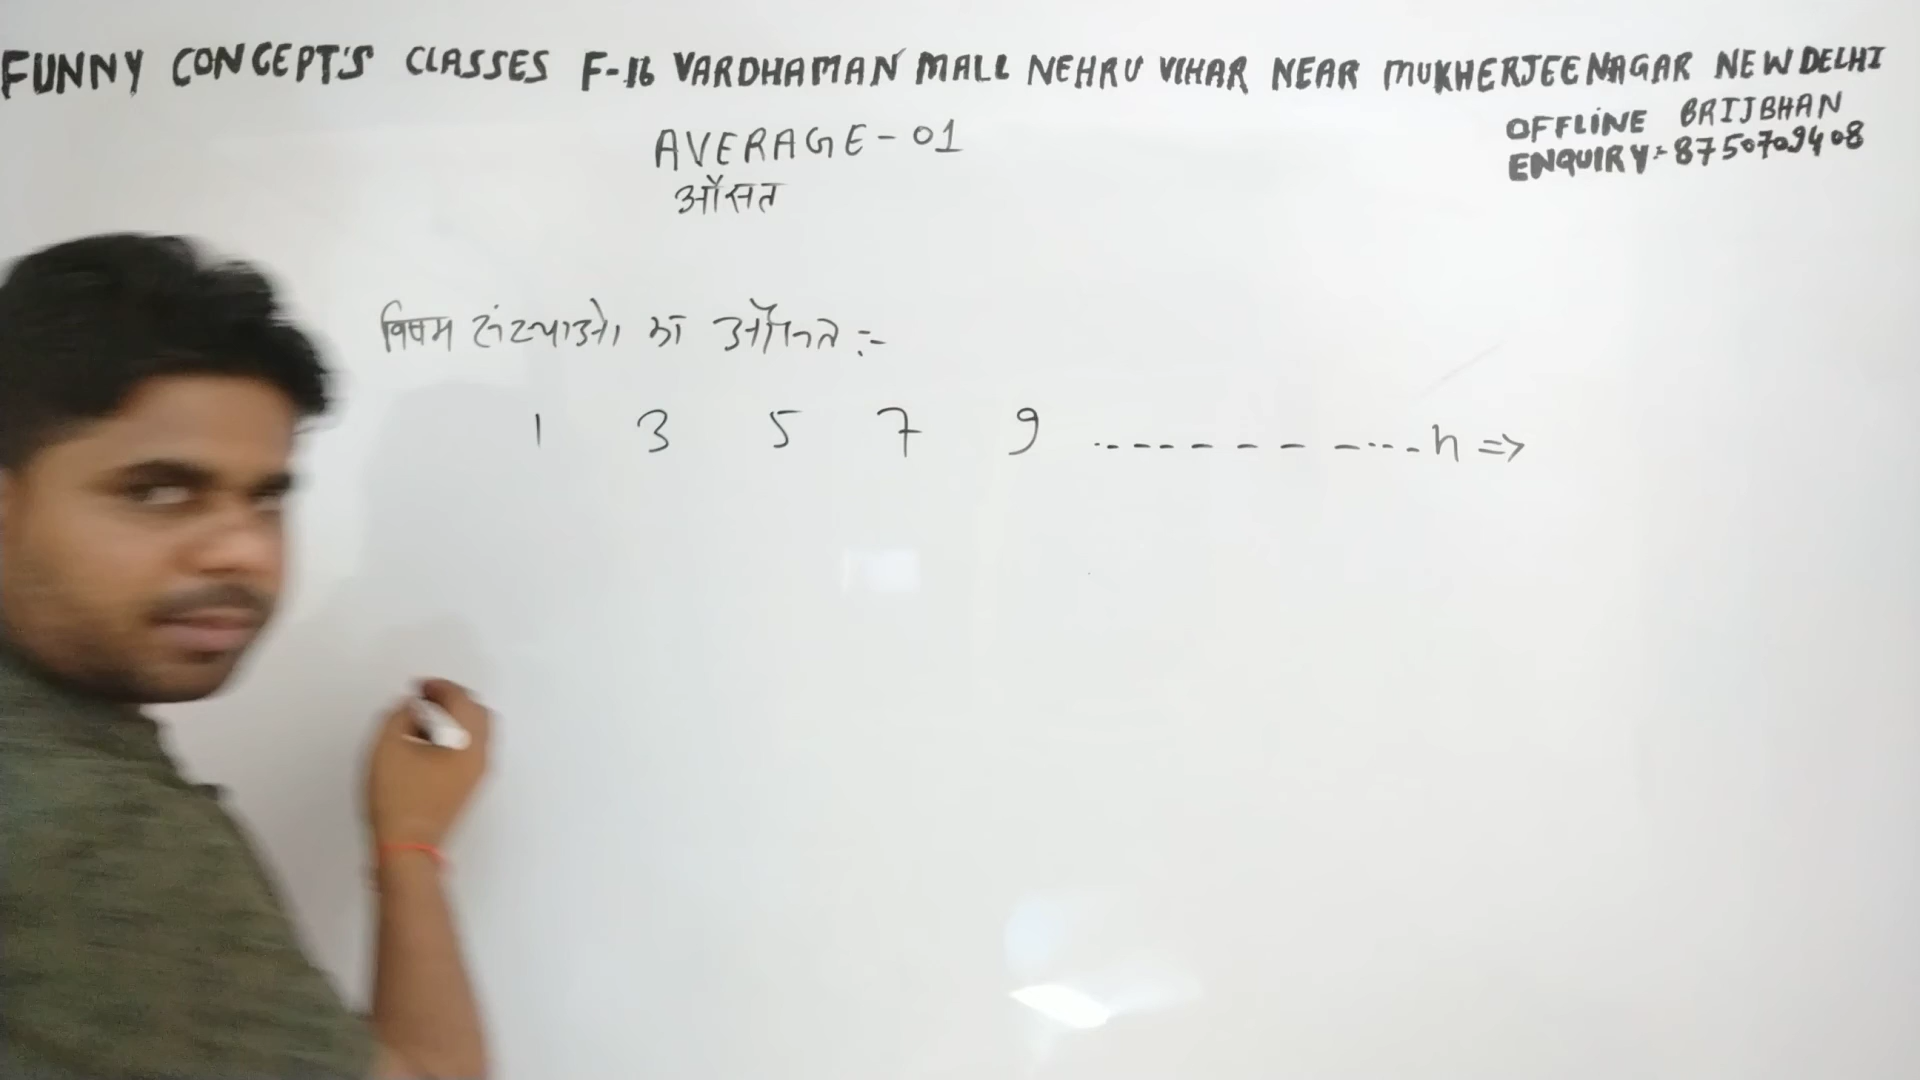 FUNNY CONCEPT'S CLASSES F-16 VARDHAMAN MALL NEHRU VIHAR NEAR MUKHERJEE NAGAR NEW DELHI
OFFLINE BRIJBHAN
ENQUIRY:- 8750709408
AVERAGE-01
औसत
विषम संख्याओं का औसत :-
1 3 5 7 9 ............n ⇒